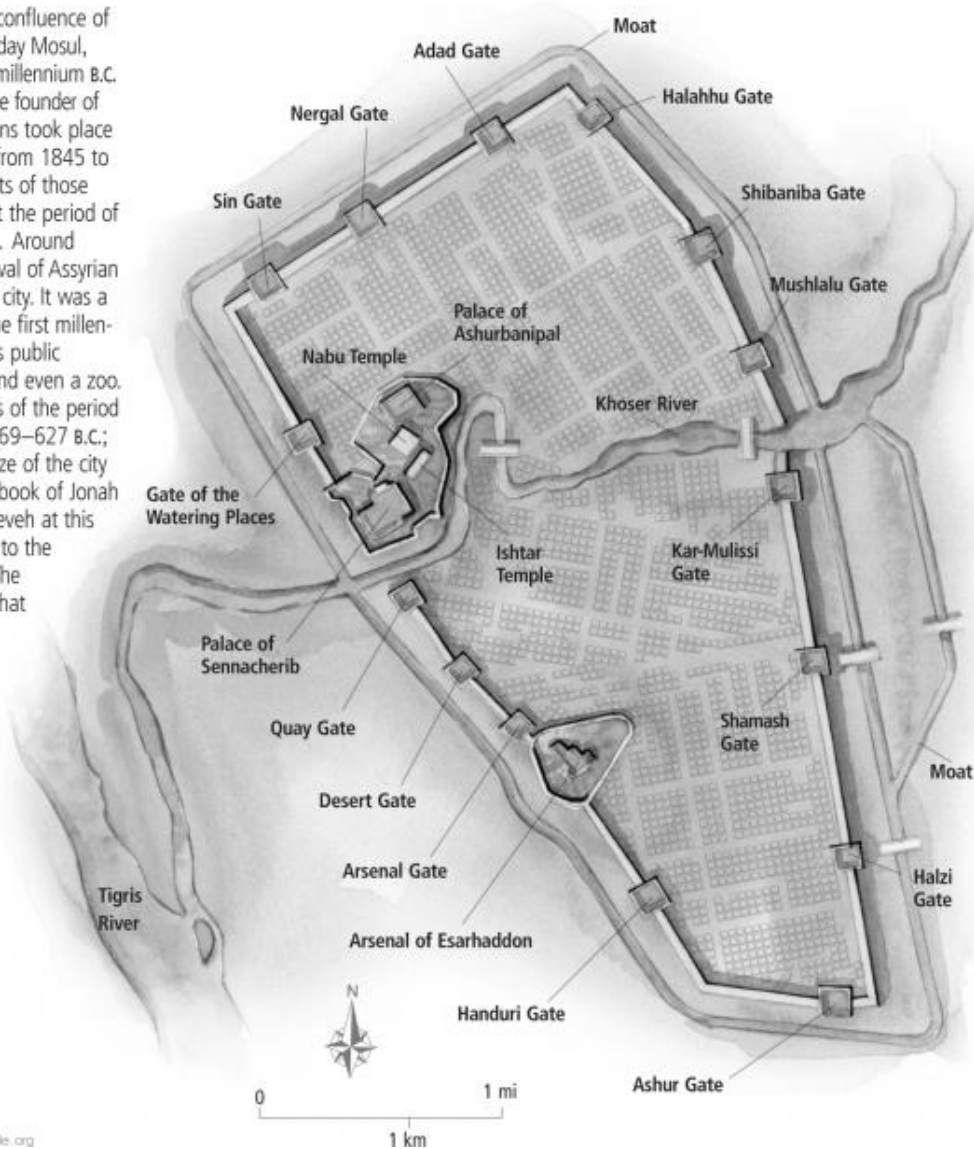 confluence of
day Mosul,
millennium B.C.
e founder of
ns took place
from 1845 to
ts of those
t the period of
. Around
val of Assyrian
city. It was a
e first millen-
s public
nd even a zoo.
s of the period
69–627 B.C.;
ze of the city
book of Jonah
eveh at this
to the
he
hat
Moat
Adad Gate
Halahhu Gate
Nergal Gate
Sin Gate
Shibaniba Gate
Mushlalu Gate
Palace of
Ashurbanipal
Nabu Temple
Khoser River
Gate of the
Watering Places
Ishtar
Temple
Kar-Mulissi
Gate
Palace of
Sennacherib
Quay Gate
Shamash
Gate
Moat
Desert Gate
Arsenal Gate
Halzi
Gate
Tigris
River
Arsenal of Esarhaddon
Handuri Gate
N
Ashur Gate
0
1 mi
1 km